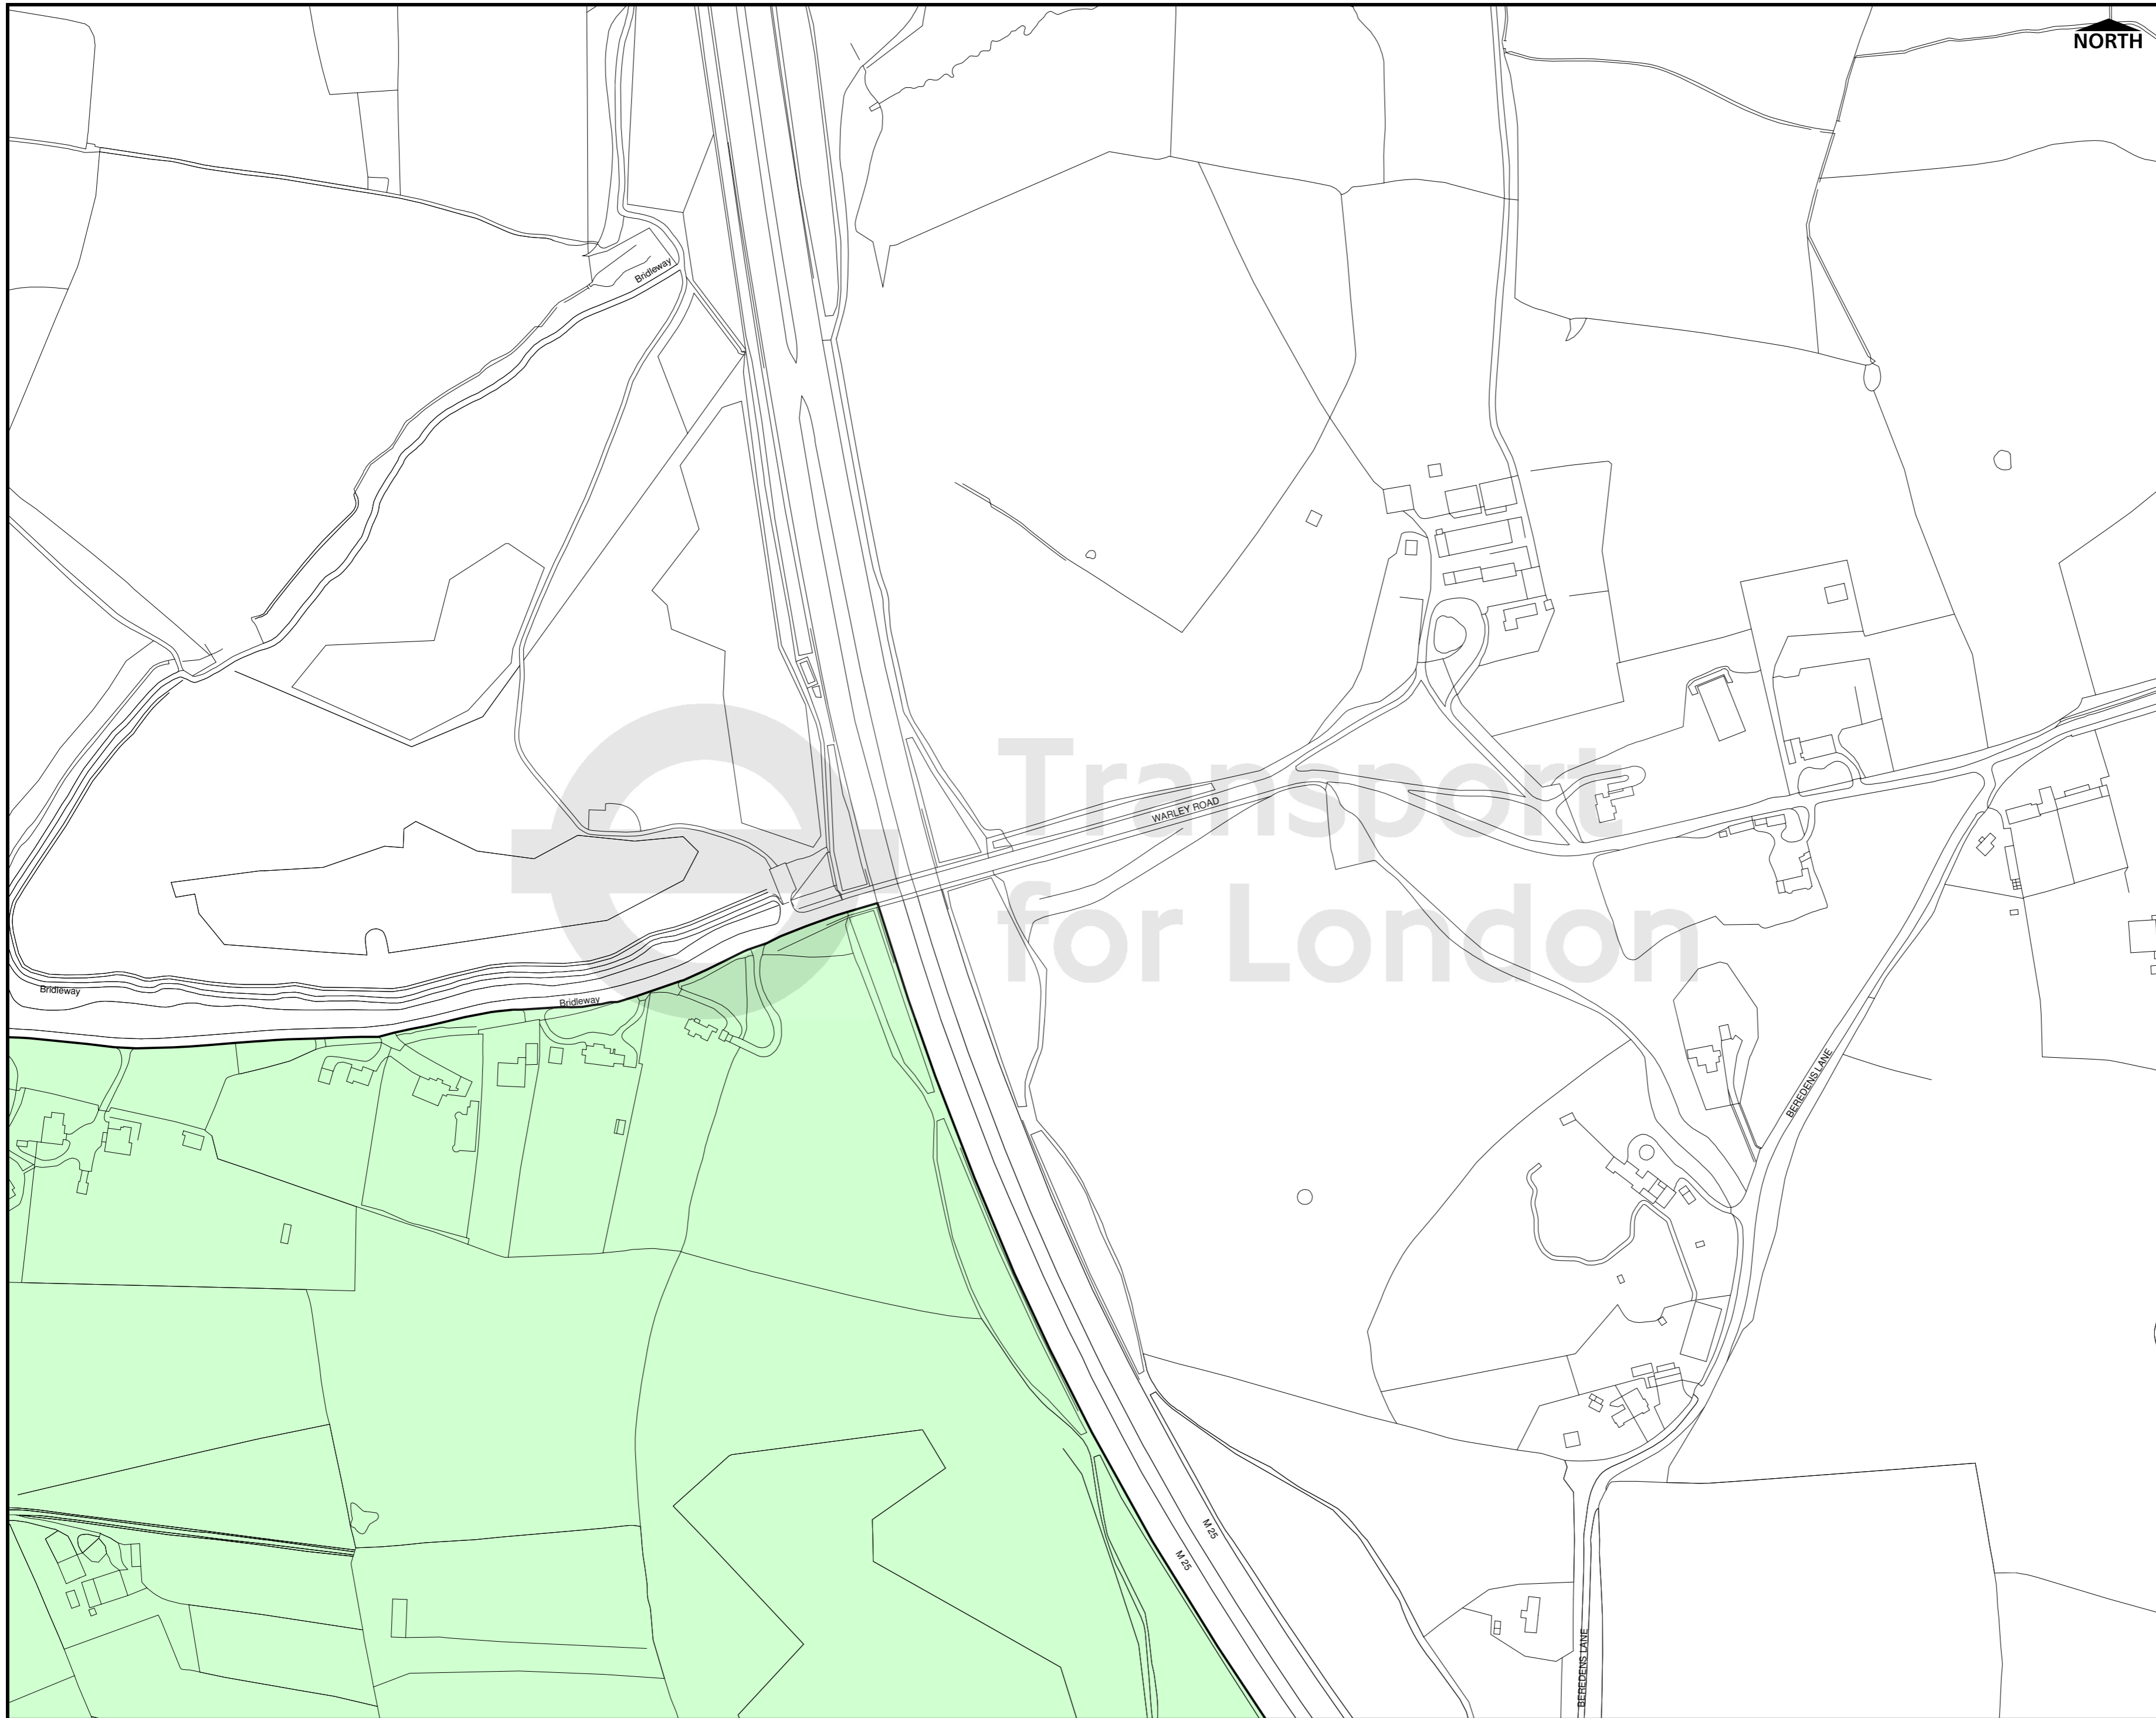 NORTH
Bridleway
Transport
for London
WARLEY ROAD
Bridleway
Bridleway
BEREDENS LANE
M 25
M 25
BEREDENS LANE